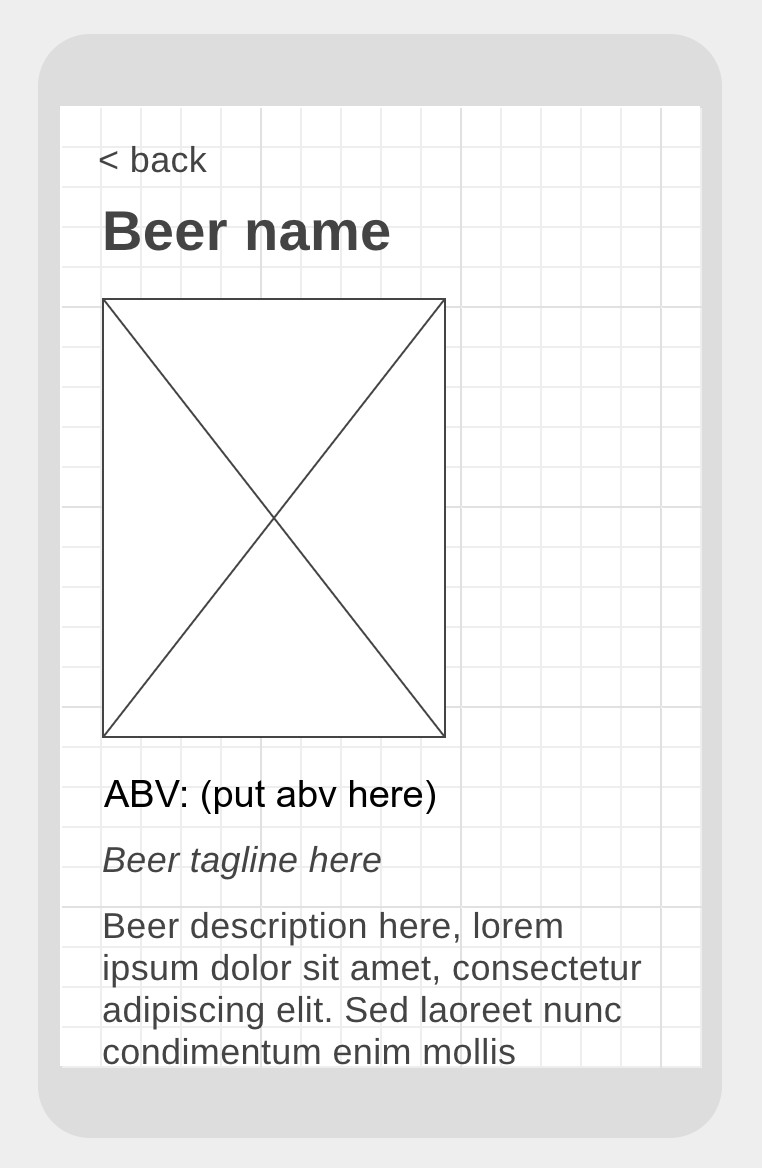 < back
Beer name
ABV: (put abv here)
Beer tagline here
Beer description here, lorem
ipsum dolor sit amet, consectetur
adipiscing elit. Sed laoreet nunc
condimentum enim mollis